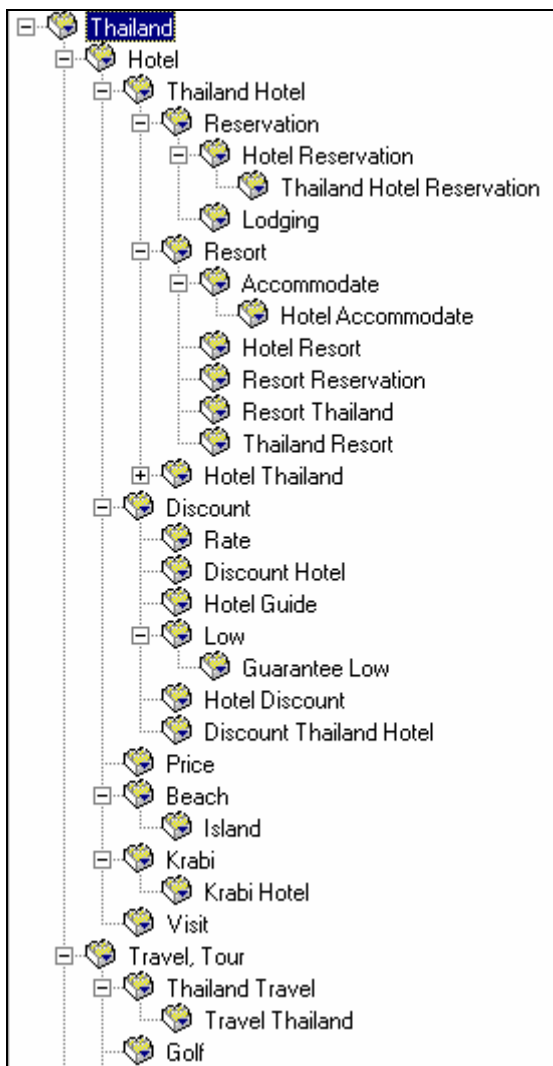 Thailand
Hotel
Thailand Hotel
Reservation
Hotel Reservation
Thailand Hotel Reservation
Lodging
Resort
Accommodate
Hotel Accommodate
Hotel Resort
Resort Reservation
Resort Thailand
Thailand Resort
Hotel Thailand
Discount
Rate
Discount Hotel
Hotel Guide
Low
Guarantee Low
Hotel Discount
Discount Thailand Hotel
Price
Beach
Island
Krabi
Krabi Hotel
Visit
Travel, Tour
Thailand Travel
Travel Thailand
Golf